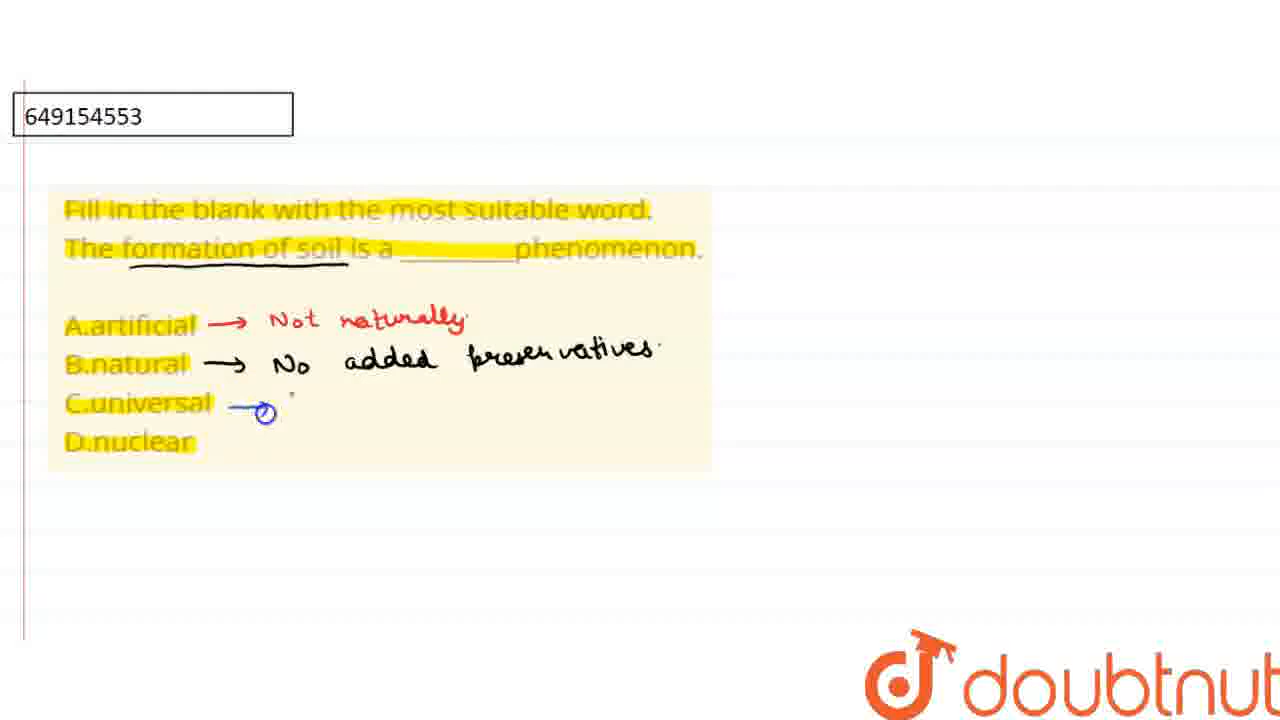 649154553
Fill in the blank with the most suitable word.
The formation of soil is a ________ phenomenon.
A.artificial → Not naturally.
B.natural → No added preservatives.
C.universal →
D.nuclear
doubtnut